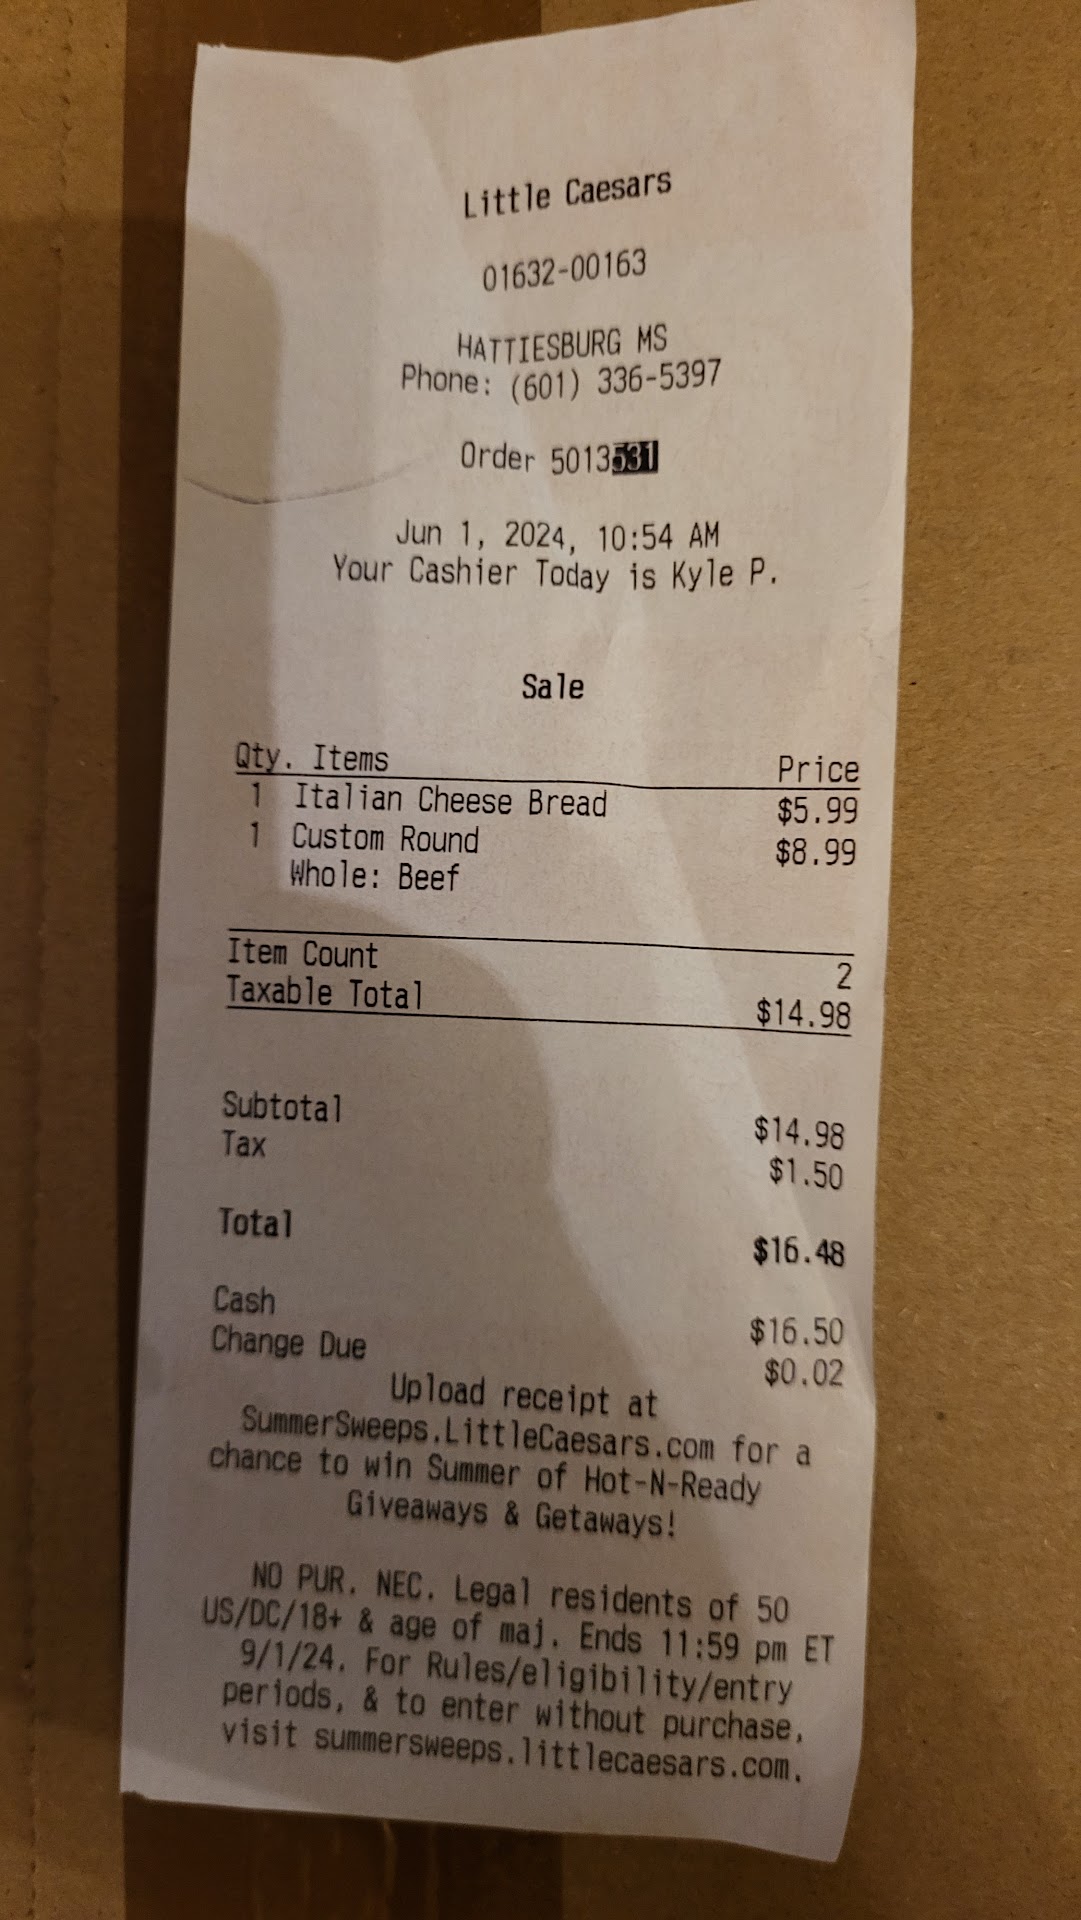 Little Caesars
01632-00163
HATTIESBURG MS
Phone: (601) 336-5397
Order 5013531
Jun 1, 2024, 10:54 AM
Your Cashier Today is Kyle P.
Sale
Qty. Items Price
1 Italian Cheese Bread $5.99
1 Custom Round $8.99
Whole: Beef
Item Count 2
Taxable Total $14.98
Subtotal $14.98
Tax $1.50
Total $16.48
Cash $16.50
Change Due $0.02
Upload receipt at
SummerSweeps.LittleCaesars.com for a
chance to win Summer of Hot-N-Ready
Giveaways & Getaways!
NO PUR. NEC. Legal residents of 50
US/DC/18+ & age of maj. Ends 11:59 pm ET
9/1/24. For Rules/eligibility/entry
periods, & to enter without purchase,
visit summersweeps.littlecaesars.com.